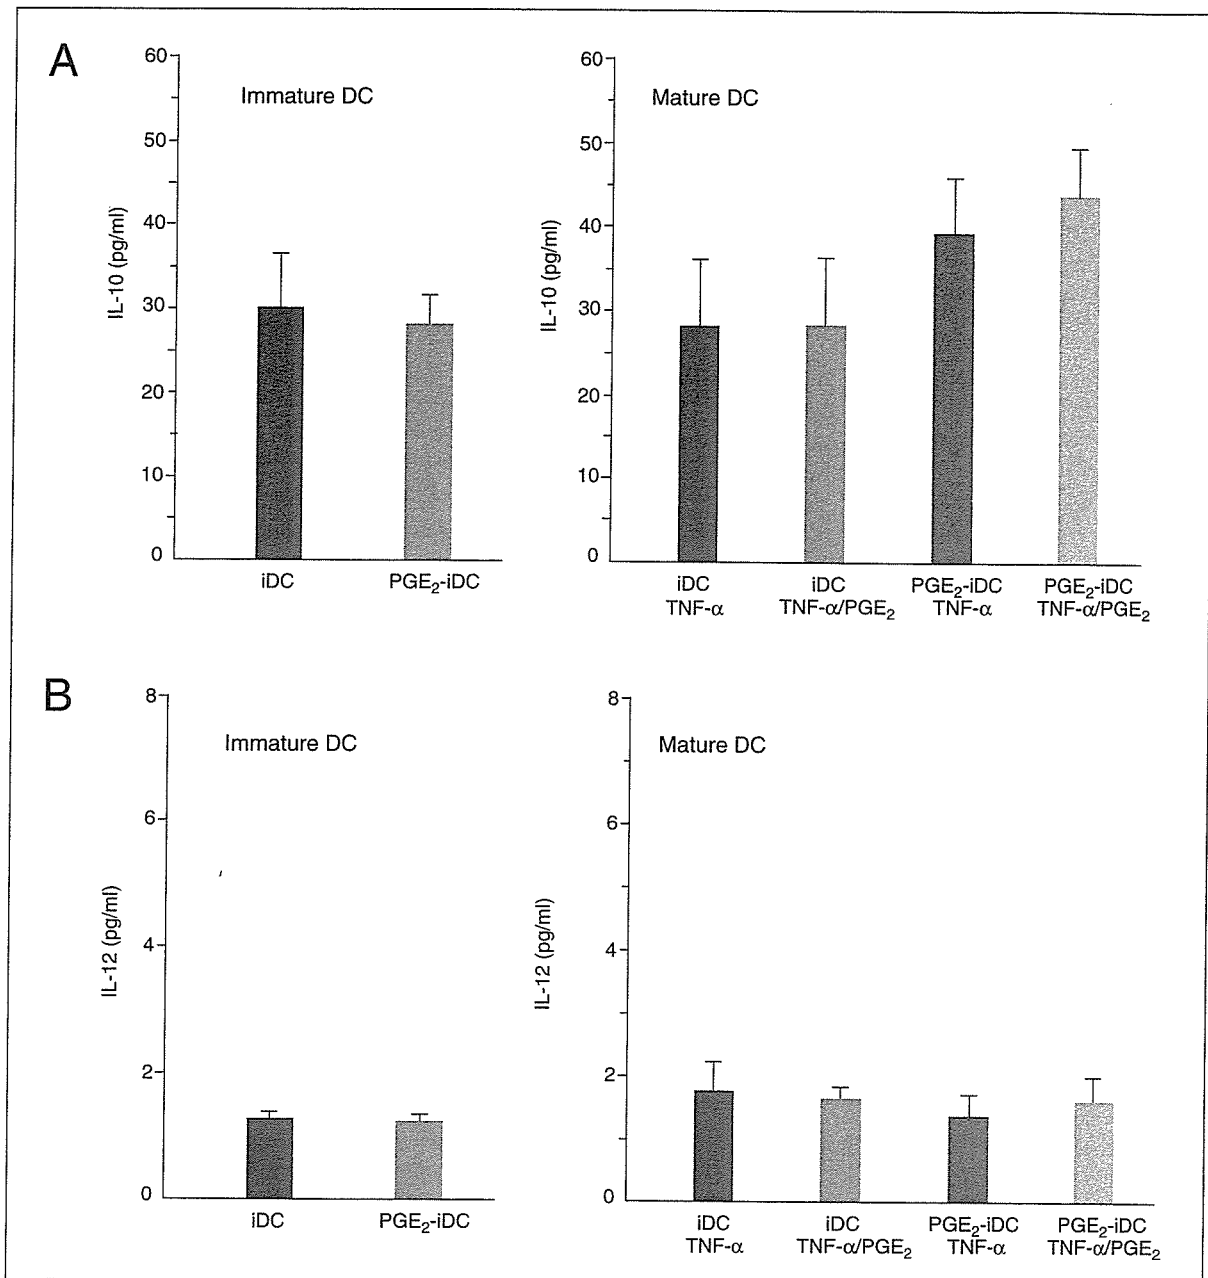 A
60
50
40
30
20
10
0
IL-10 (pg/ml)
Immature DC
iDC
PGE₂-iDC
60
50
40
30
20
10
0
IL-10 (pg/ml)
Mature DC
iDC
TNF-α
iDC
TNF-α/PGE₂
PGE₂-iDC
TNF-α
PGE₂-iDC
TNF-α/PGE₂
B
8
6
4
2
0
IL-12 (pg/ml)
Immature DC
iDC
PGE₂-iDC
8
6
4
2
0
IL-12 (pg/ml)
Mature DC
iDC
TNF-α
iDC
TNF-α/PGE₂
PGE₂-iDC
TNF-α
PGE₂-iDC
TNF-α/PGE₂